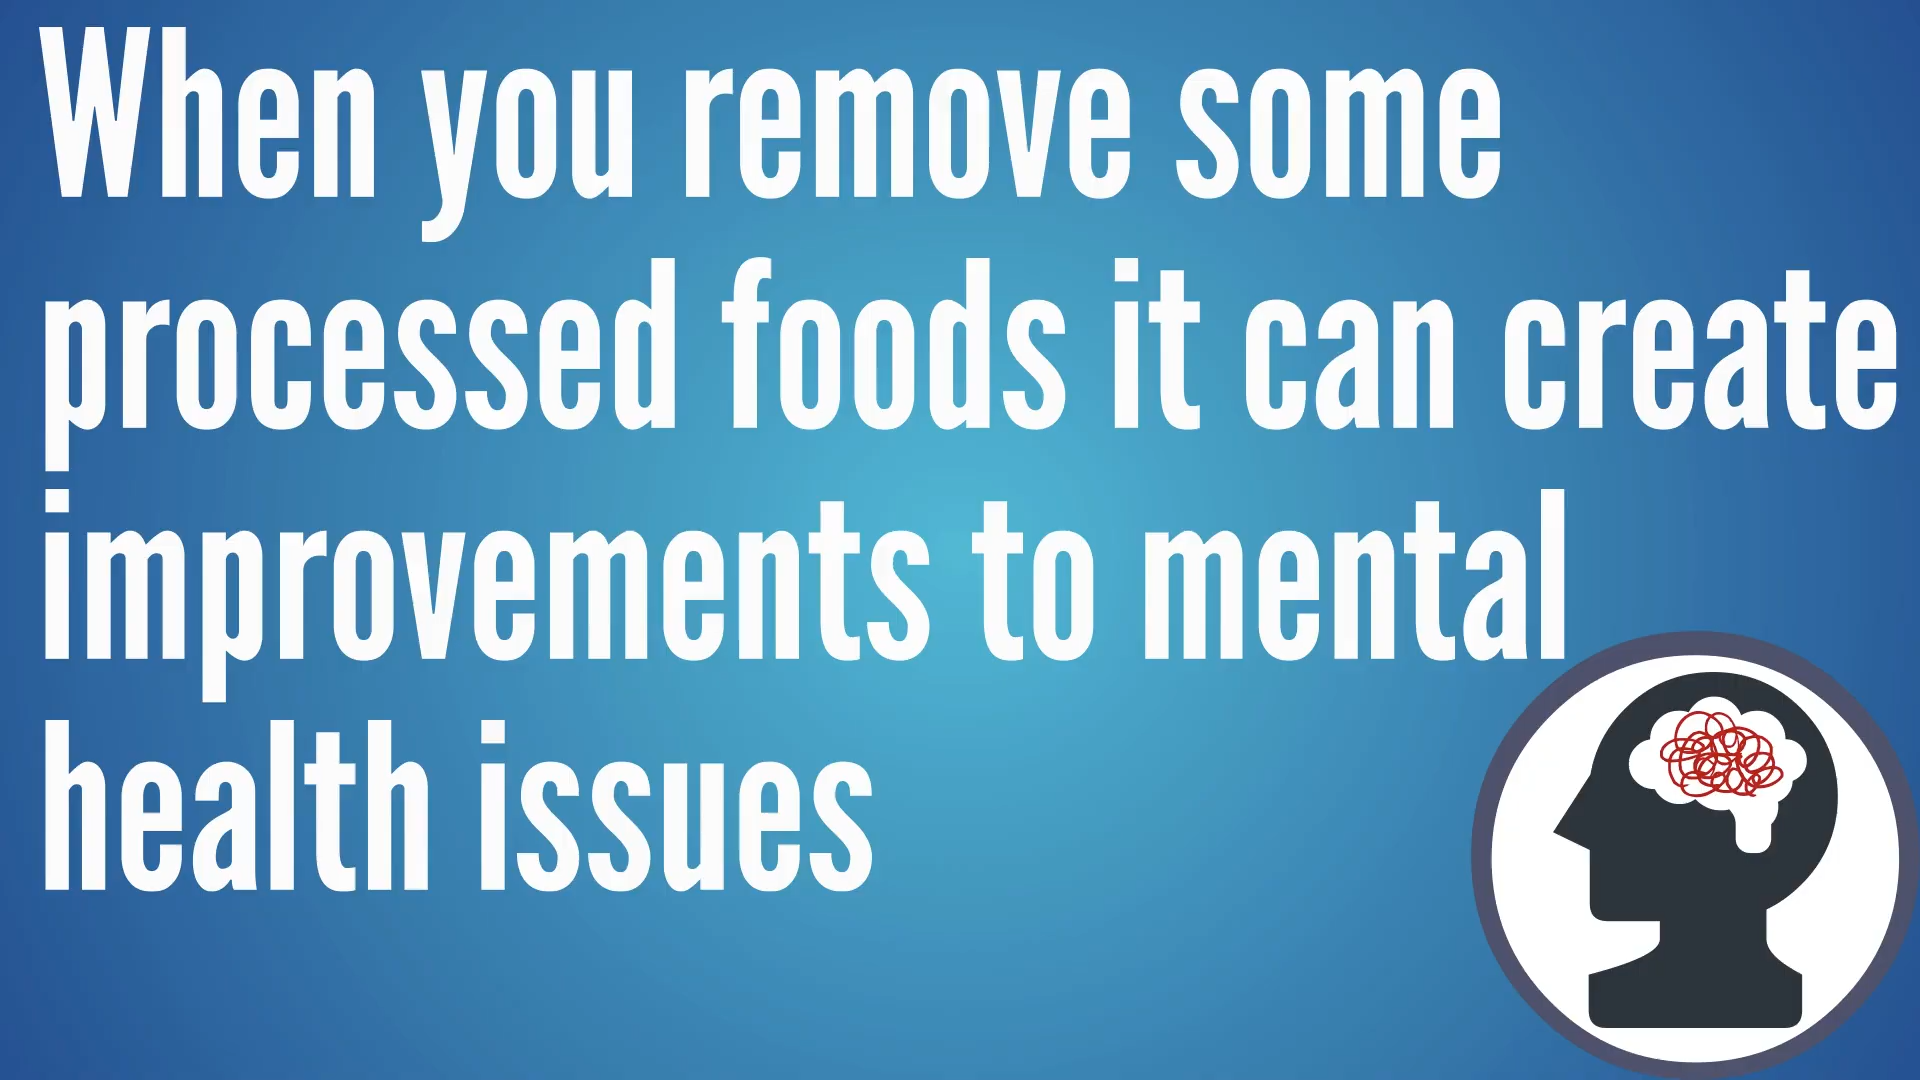 When you remove some
processed foods it can create
improvements to mental
health issues